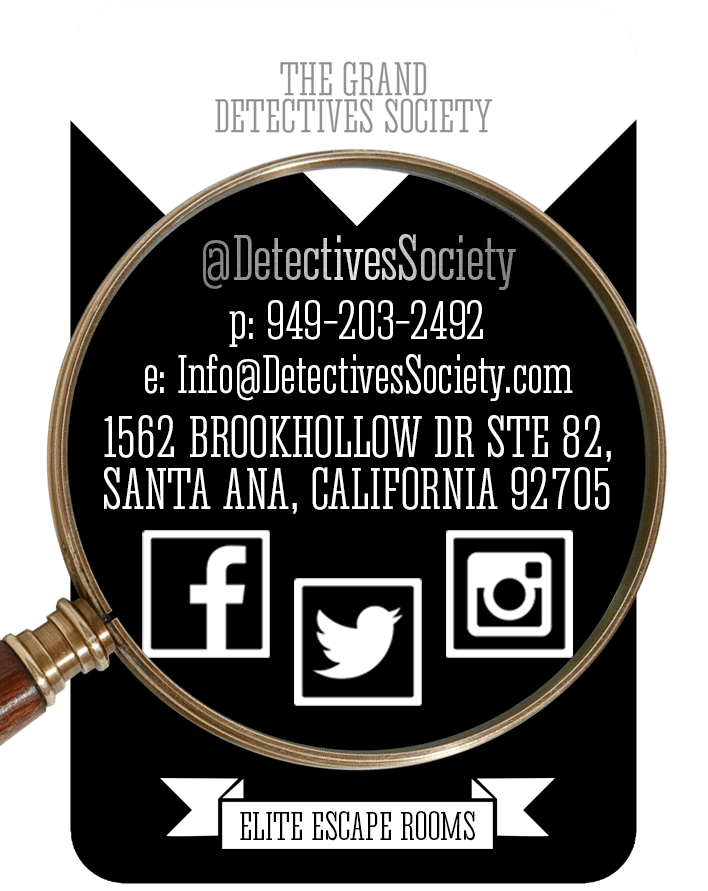 THE GRAND
DETECTIVES SOCIETY
@DetectivesSociety
p: 949-203-2492
e: Info@DetectivesSociety.com
1562 BROOKHOLLOW DR STE 82,
SANTA ANA, CALIFORNIA 92705
ELITE ESCAPE ROOMS